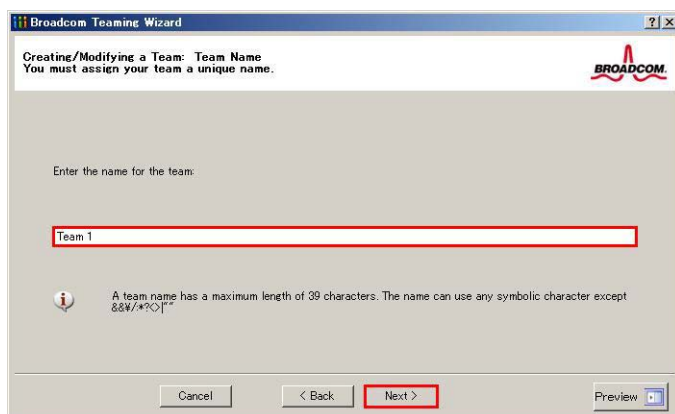 Broadcom Teaming Wizard
Creating/Modifying a Team: Team Name
You must assign your team a unique name.
BROADCOM.
Enter the name for the team:
Team 1
A team name has a maximum length of 39 characters. The name can use any symbolic character except
&&¥/:*?<>|""
Cancel
< Back
Next >
Preview